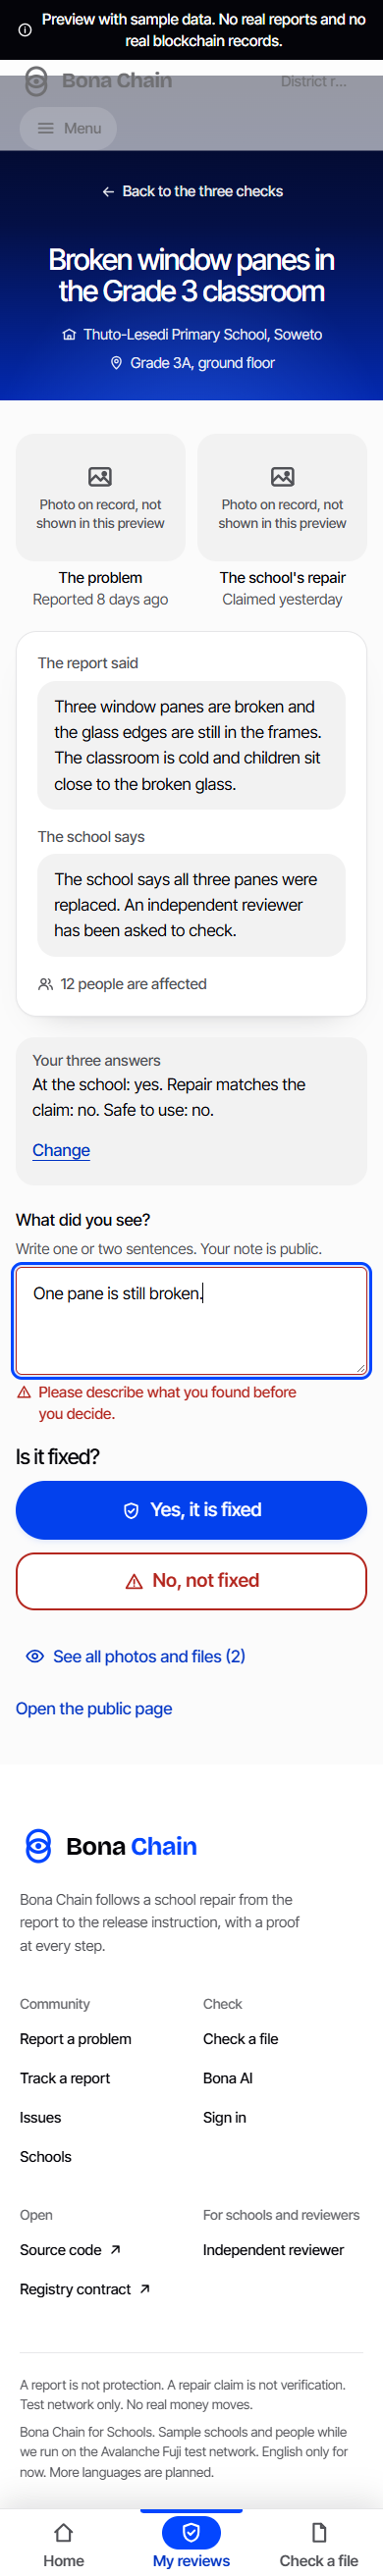 Preview with sample data. No real reports and no
real blockchain records.
Bona Chain
District r...
Menu
Back to the three checks
Broken window panes in
the Grade 3 classroom
Thuto-Lesedi Primary School, Soweto
Grade 3A, ground floor
Photo on record, not
shown in this preview
Photo on record, not
shown in this preview
The problem
Reported 8 days ago
The school's repair
Claimed yesterday
The report said
Three window panes are broken and
the glass edges are still in the frames.
The classroom is cold and children sit
close to the broken glass.
The school says
The school says all three panes were
replaced. An independent reviewer
has been asked to check.
12 people are affected
Your three answers
At the school: yes. Repair matches the
claim: no. Safe to use: no.
Change
What did you see?
Write one or two sentences. Your note is public.
One pane is still broken.
Please describe what you found before
you decide.
Is it fixed?
Yes, it is fixed
No, not fixed
See all photos and files (2)
Open the public page
Bona Chain
Bona Chain follows a school repair from the
report to the release instruction, with a proof
at every step.
Community
Report a problem
Track a report
Issues
Schools
Check
Check a file
Bona AI
Sign in
Open
Source code
Registry contract
For schools and reviewers
Independent reviewer
A report is not protection. A repair claim is not verification.
Test network only. No real money moves.
Bona Chain for Schools. Sample schools and people while
we run on the Avalanche Fuji test network. English only for
now. More languages are planned.
Home
My reviews
Check a file